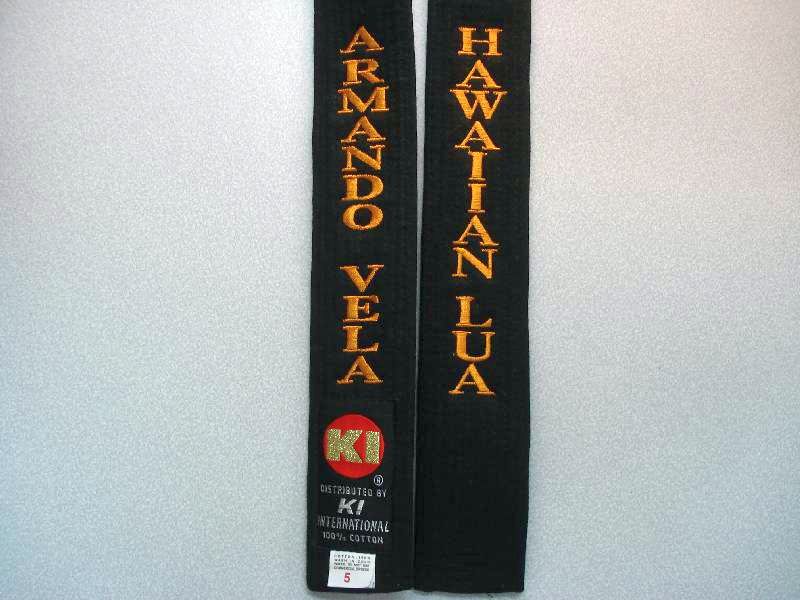 ARMANDO VELA
HAWAIIAN LUA
KI
®
DISTRIBUTED BY
KI
INTERNATIONAL
100% COTTON
5